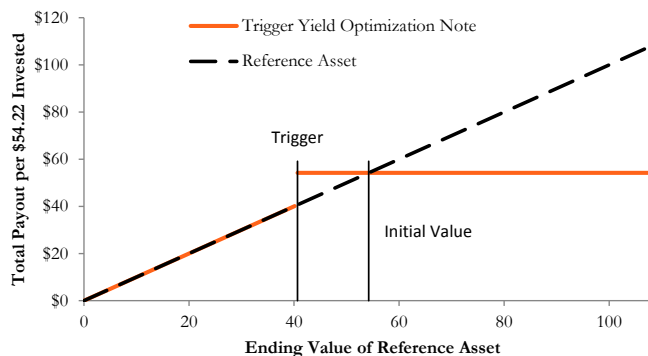 $120
$100
$80
$60
$40
$20
$0
Total Payout per $54.22 Invested
Trigger Yield Optimization Note
Reference Asset
Trigger
Initial Value
0
20
40
60
80
100
Ending Value of Reference Asset